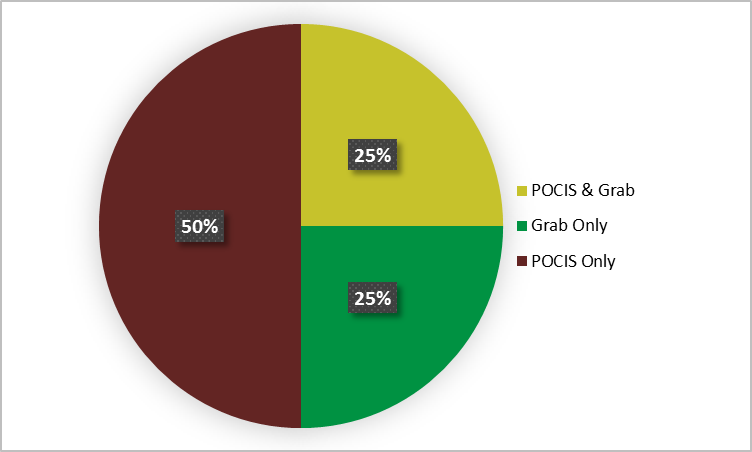 25%
50%
25%
POCIS & Grab
Grab Only
POCIS Only